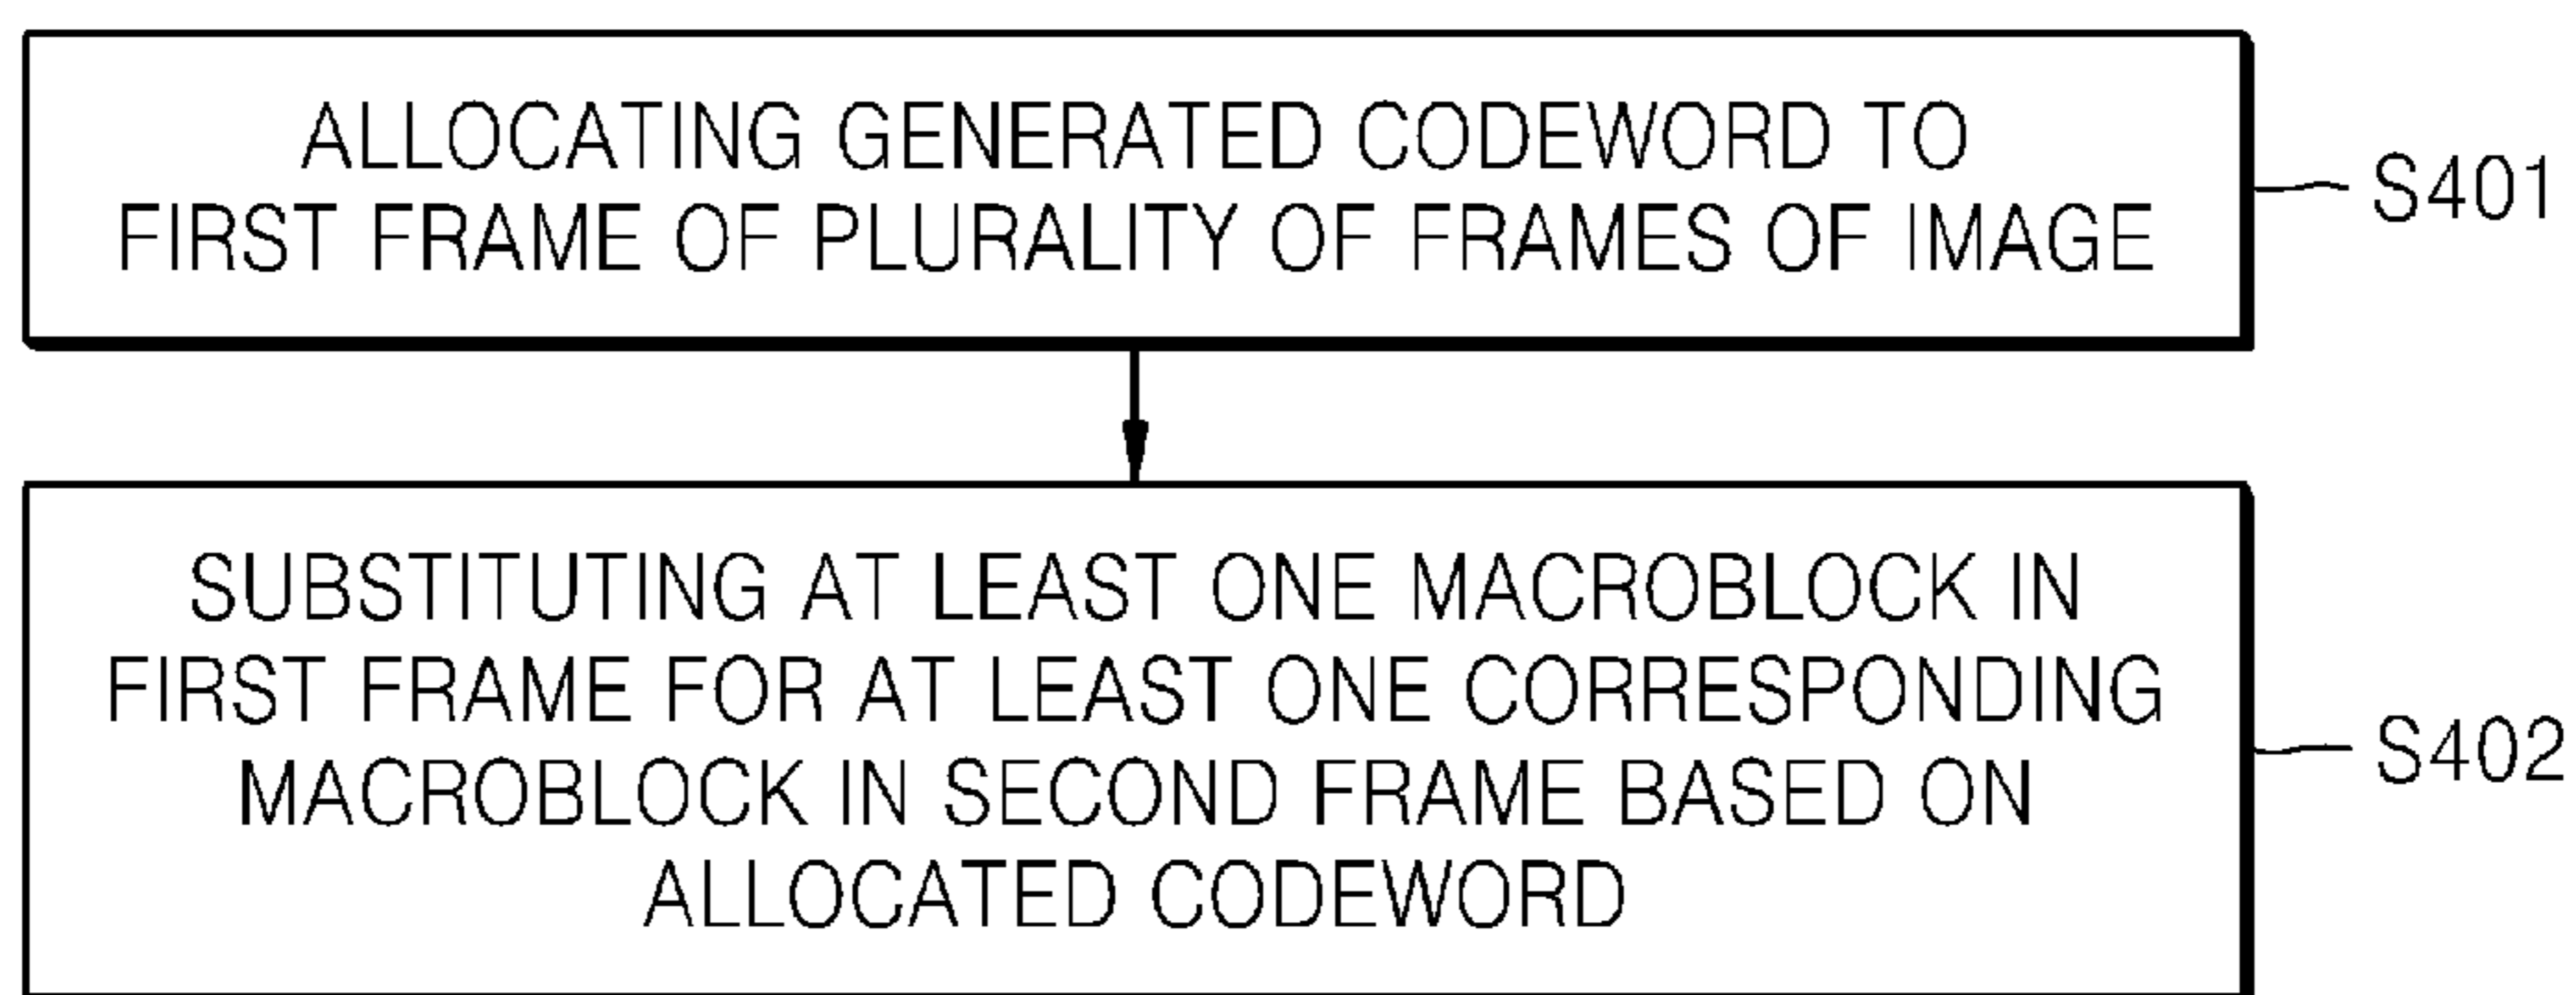 ALLOCATING GENERATED CODEWORD TO
FIRST FRAME OF PLURALITY OF FRAMES OF IMAGE
S401
SUBSTITUTING AT LEAST ONE MACROBLOCK IN
FIRST FRAME FOR AT LEAST ONE CORRESPONDING
MACROBLOCK IN SECOND FRAME BASED ON
ALLOCATED CODEWORD
S402